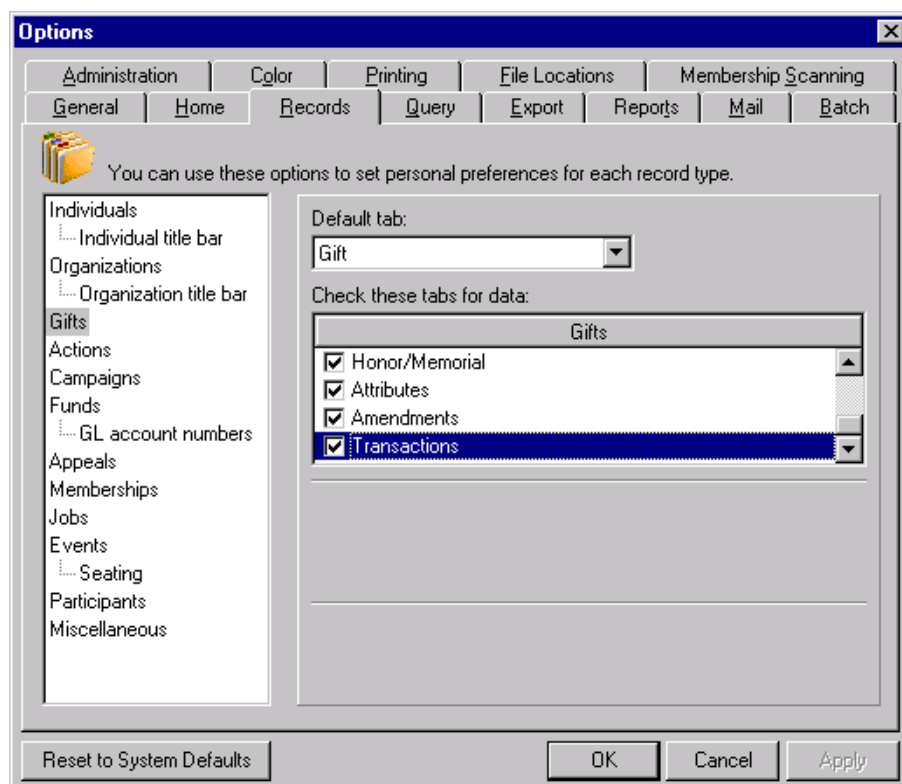 Options
Administration Color Printing File Locations Membership Scanning
General Home Records Query Export Reports Mail Batch
You can use these options to set personal preferences for each record type.
Individuals
Individual title bar
Organizations
Organization title bar
Gifts
Actions
Campaigns
Funds
GL account numbers
Appeals
Memberships
Jobs
Events
Seating
Participants
Miscellaneous
Default tab:
Gift
Check these tabs for data:
Gifts
Honor/Memorial
Attributes
Amendments
Transactions
Reset to System Defaults OK Cancel Apply